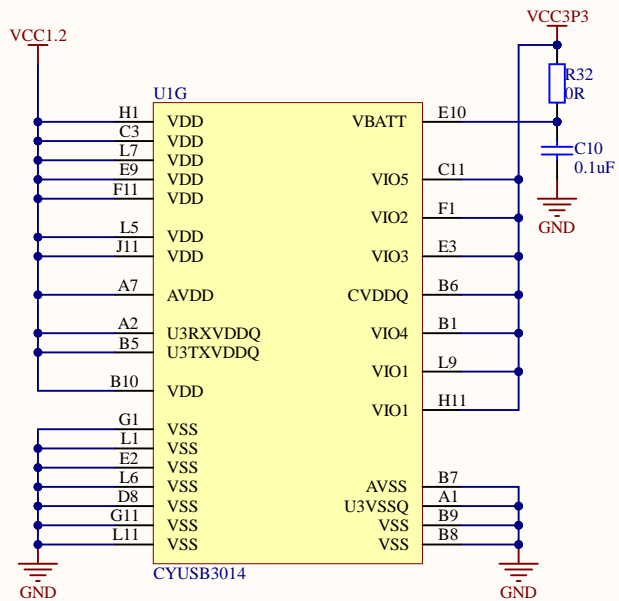 VCC3P3
VCC1.2
R32
0R
U1G
H1 VDD VBATT E10
C3 VDD
C10
L7 VDD
0.1uF
E9 VDD VIO5 C11
F11 VDD
VIO2 F1
GND
L5 VDD
J11 VDD VIO3 E3
A7 AVDD CVDDQ B6
A2 U3RXVDDQ VIO4 B1
B5 U3TXVDDQ
VIO1 L9
B10 VDD
VIO1 H11
G1 VSS
L1 VSS
E2 VSS
L6 VSS AVSS B7
D8 VSS U3VSSQ A1
G11 VSS VSS B9
L11 VSS VSS B8
CYUSB3014
GND
GND